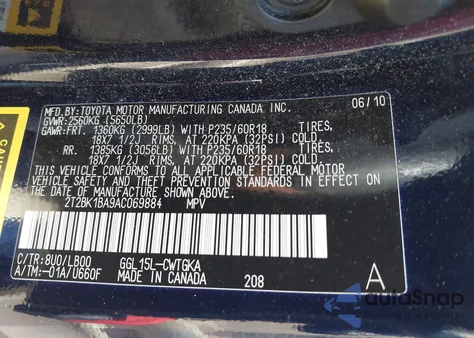 MFD.BY:TOYOTA MOTOR MANUFACTURING CANADA INC. 06/10
GVWR:2560KG (5650LB)
GAWR:FRT. 1360KG (2999LB) WITH P235/60R18 TIRES,
18X7 1/2J RIMS, AT 220KPA (32PSI) COLD.
RR. 1385KG (3056LB) WITH P235/60R18 TIRES,
18X7 1/2J RIMS, AT 220KPA (32PSI) COLD.
THIS VEHICLE CONFORMS TO ALL APPLICABLE FEDERAL MOTOR
VEHICLE SAFETY STANDARDS IN EFFECT ON THE DATE OF
THE DATE OF MANUFACTURE SHOWN ABOVE.
2T2BK1BA9AC069884 MPV
C/TR:8U0/LB00 GGL15L-CWTGKA
A/TM:-01A/U660F MADE IN CANADA 208 A
AutoSnap